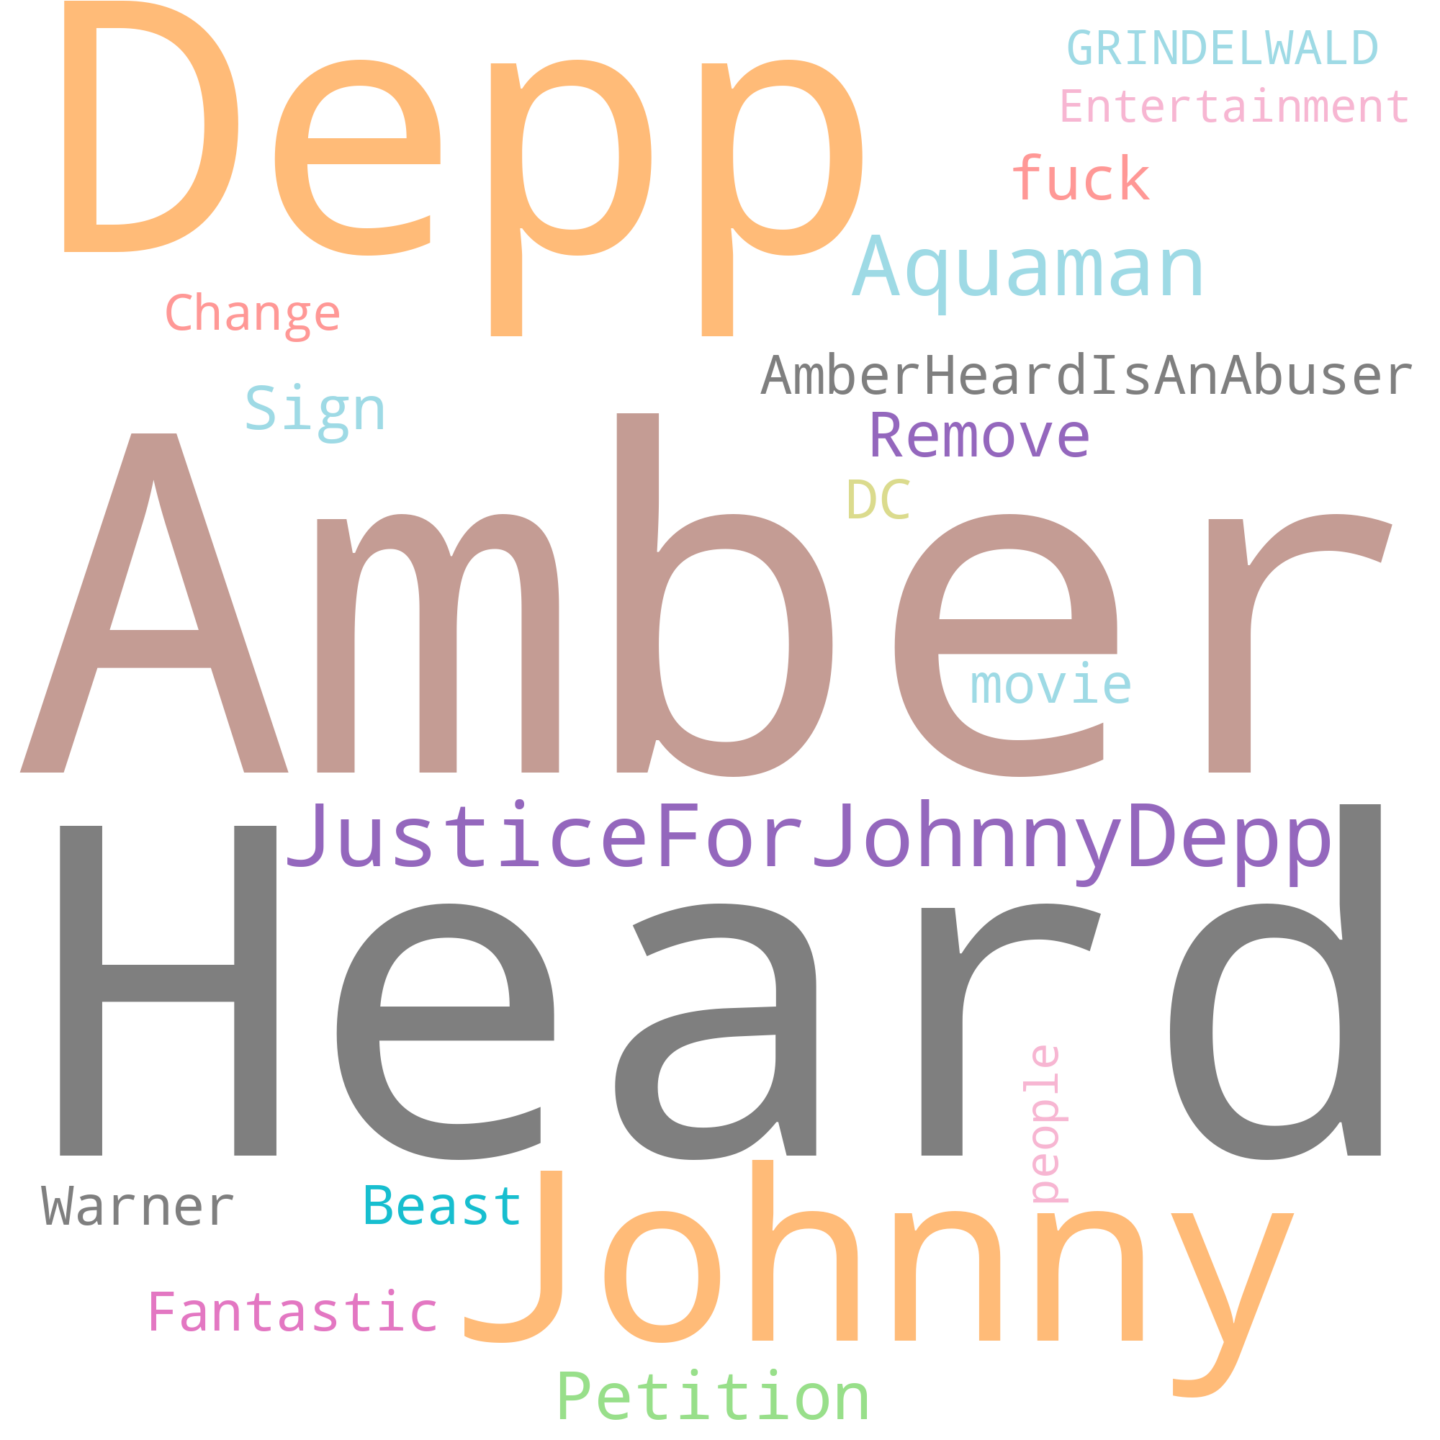 Depp
GRINDELWALD
Entertainment
fuck
Aquaman
Change
AmberHeardIsAnAbuser
Sign
Remove
DC
Amber
movie
JusticeForJohnnyDepp
Heard
people
Warner
Beast
Johnny
Fantastic
Petition